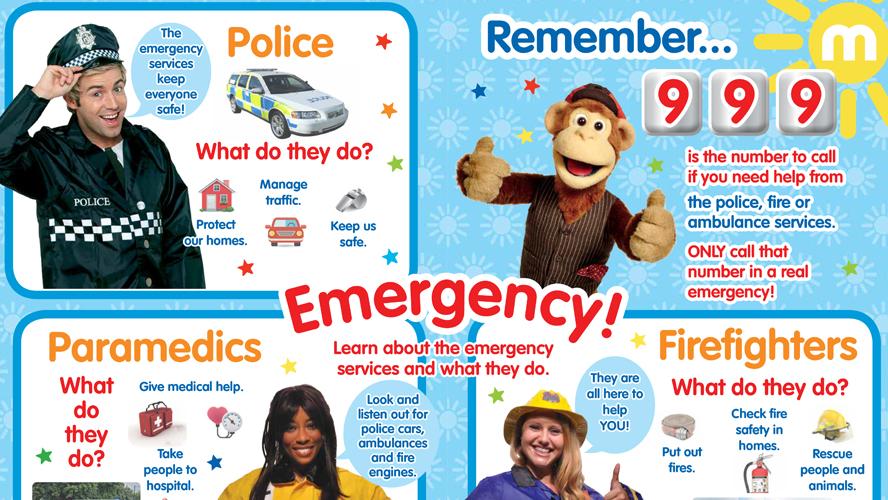 The
emergency
services
keep
everyone
safe!
Police
POLICE
What do they do?
Protect
our homes.
Manage
traffic.
Keep us
safe.
Remember...
m
9 9 9
is the number to call
if you need help from
the police, fire or
ambulance services.
ONLY call that
number in a real
emergency!
Emergency!
Learn about the emergency
services and what they do.
Paramedics
What
do
they
do?
Give medical help.
Take
people to
hospital.
Look and
listen out for
police cars,
ambulances
and fire
engines.
Firefighters
They are
all here to
help
YOU!
What do they do?
Put out
fires.
Check fire
safety in
homes.
Rescue
people and
animals.